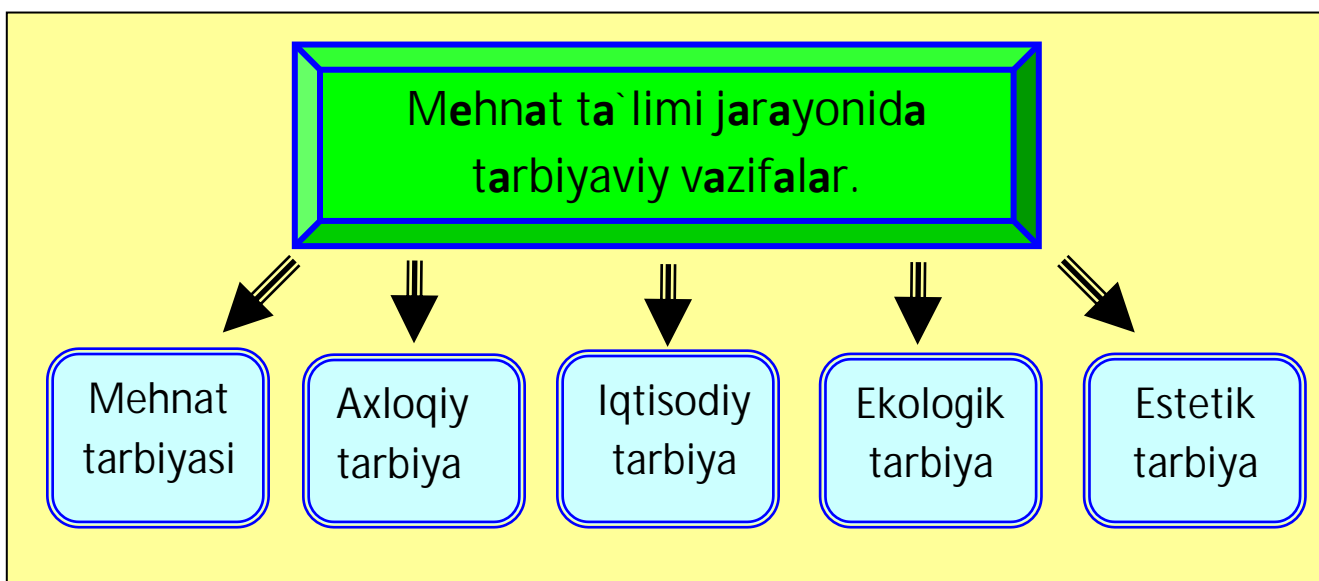 Mehnat ta`limi jarayonida
tarbiyaviy vazifalar.
Mehnat
tarbiyasi
Axloqiy
tarbiya
Iqtisodiy
tarbiya
Ekologik
tarbiya
Estetik
tarbiya